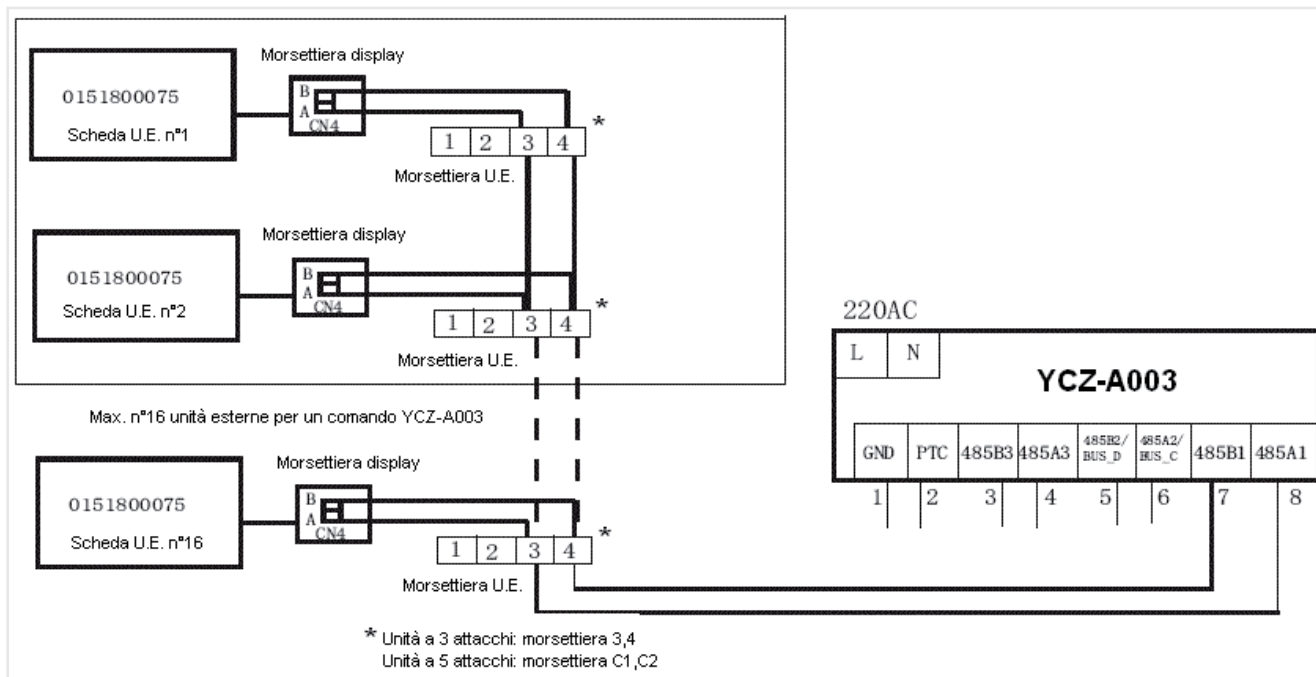 Morsettiera display
0151800075
Scheda U.E. n°1
B
A
CN4
*
1 2 3 4
Morsettiera U.E.
Morsettiera display
0151800075
Scheda U.E. n°2
B
A
CN4
*
1 2 3 4
Morsettiera U.E.
Max. n°16 unità esterne per un comando YCZ-A003
Morsettiera display
0151800075
Scheda U.E. n°16
B
A
CN4
*
1 2 3 4
Morsettiera U.E.
220AC
L N
YCZ-A003
GND PTC 485B3 485A3 485B2/BUS_D 485A2/BUS_C 485B1 485A1
1 2 3 4 5 6 7 8
* Unità a 3 attacchi: morsettiera 3,4
Unità a 5 attacchi: morsettiera C1,C2